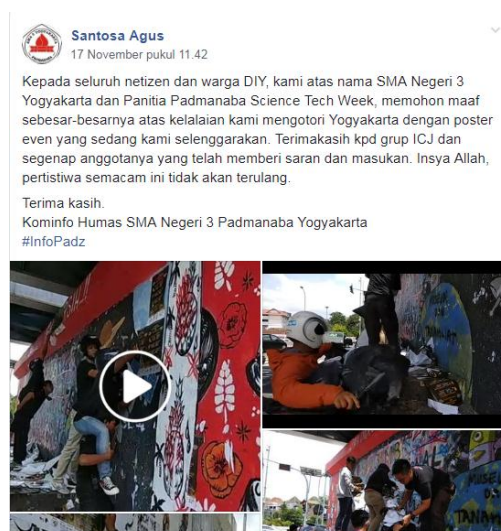 Santosa Agus
17 November pukul 11.42
Kepada seluruh netizen dan warga DIY, kami atas nama SMA Negeri 3
Yogyakarta dan Panitia Padmanaba Science Tech Week, memohon maaf
sebesar-besarnya atas kelalaian kami mengotori Yogyakarta dengan poster
even yang sedang kami selenggarakan. Terimakasih kpd grup ICJ dan
segenap anggotanya yang telah memberi saran dan masukan. Insya Allah,
pertistiwa semacam ini tidak akan terulang.
Terima kasih.
Kominfo Humas SMA Negeri 3 Padmanaba Yogyakarta
#InfoPadz